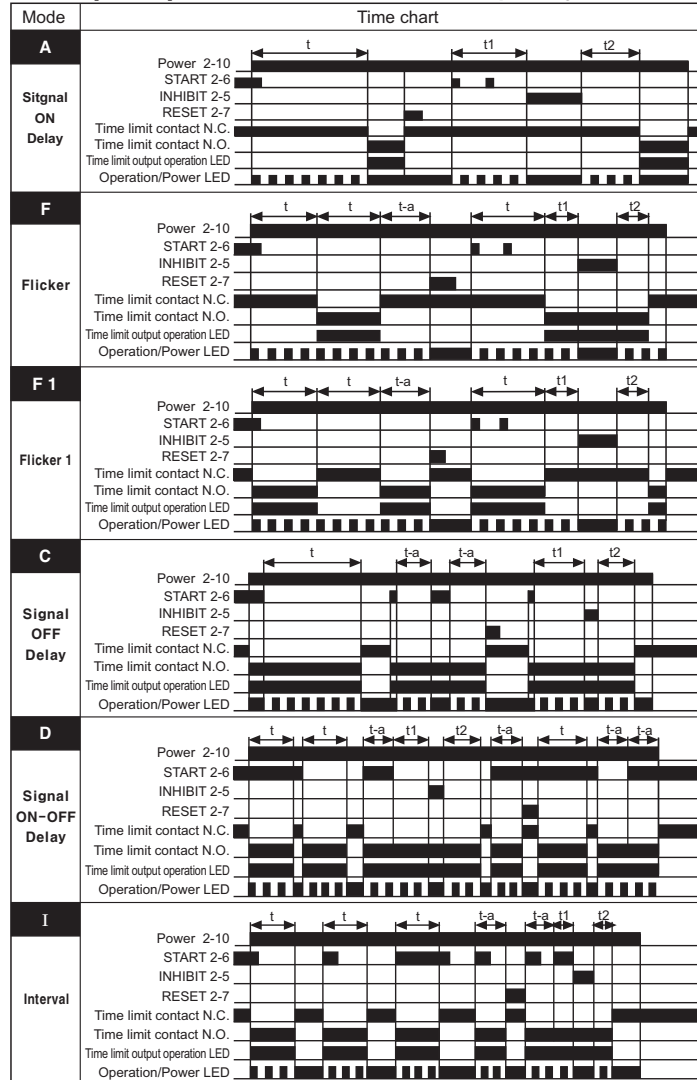 Mode Time chart
A
Sitgnal
ON
Delay
t t1 t2
Power 2-10
START 2-6
INHIBIT 2-5
RESET 2-7
Time limit contact N.C.
Time limit contact N.O.
Time limit output operation LED
Operation/Power LED
F
Flicker
t t t-a t t1 t2
Power 2-10
START 2-6
INHIBIT 2-5
RESET 2-7
Time limit contact N.C.
Time limit contact N.O.
Time limit output operation LED
Operation/Power LED
F 1
Flicker 1
t t t-a t t1 t2
Power 2-10
START 2-6
INHIBIT 2-5
RESET 2-7
Time limit contact N.C.
Time limit contact N.O.
Time limit output operation LED
Operation/Power LED
C
Signal
OFF
Delay
t t-a t-a t1 t2
Power 2-10
START 2-6
INHIBIT 2-5
RESET 2-7
Time limit contact N.C.
Time limit contact N.O.
Time limit output operation LED
Operation/Power LED
D
Signal
ON-OFF
Delay
t t t-a t1 t2 t-a t t-a t-a
Power 2-10
START 2-6
INHIBIT 2-5
RESET 2-7
Time limit contact N.C.
Time limit contact N.O.
Time limit output operation LED
Operation/Power LED
I
Interval
t t t t-a t-a t1 t2
Power 2-10
START 2-6
INHIBIT 2-5
RESET 2-7
Time limit contact N.C.
Time limit contact N.O.
Time limit output operation LED
Operation/Power LED